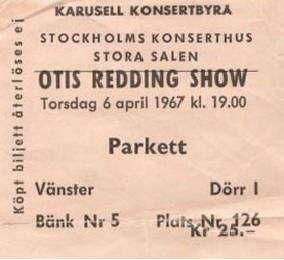 KARUSELL KONSERTBYRÅ
STOCKHOLMS KONSERTHUS
STORA SALEN
OTIS REDDING SHOW
Torsdag 6 april 1967 kl. 19.00
Parkett
Vänster Dörr I
Bänk Nr 5 Plats Nr 126
Kr 25.–
Köpt biljett återlöses ej